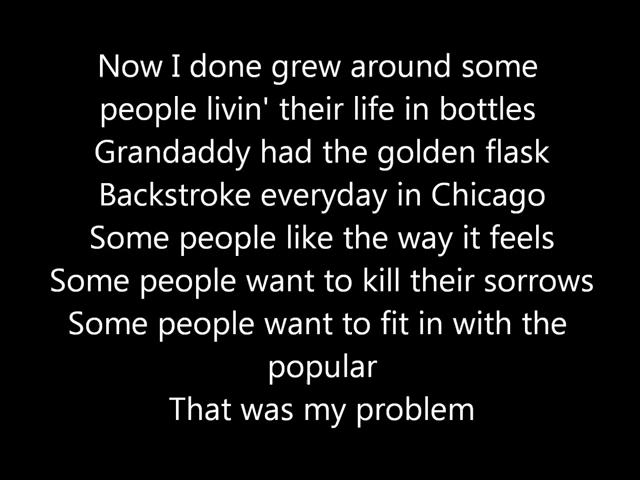 Now I done grew around some
people livin' their life in bottles
Grandaddy had the golden flask
Backstroke everyday in Chicago
Some people like the way it feels
Some people want to kill their sorrows
Some people want to fit in with the
popular
That was my problem